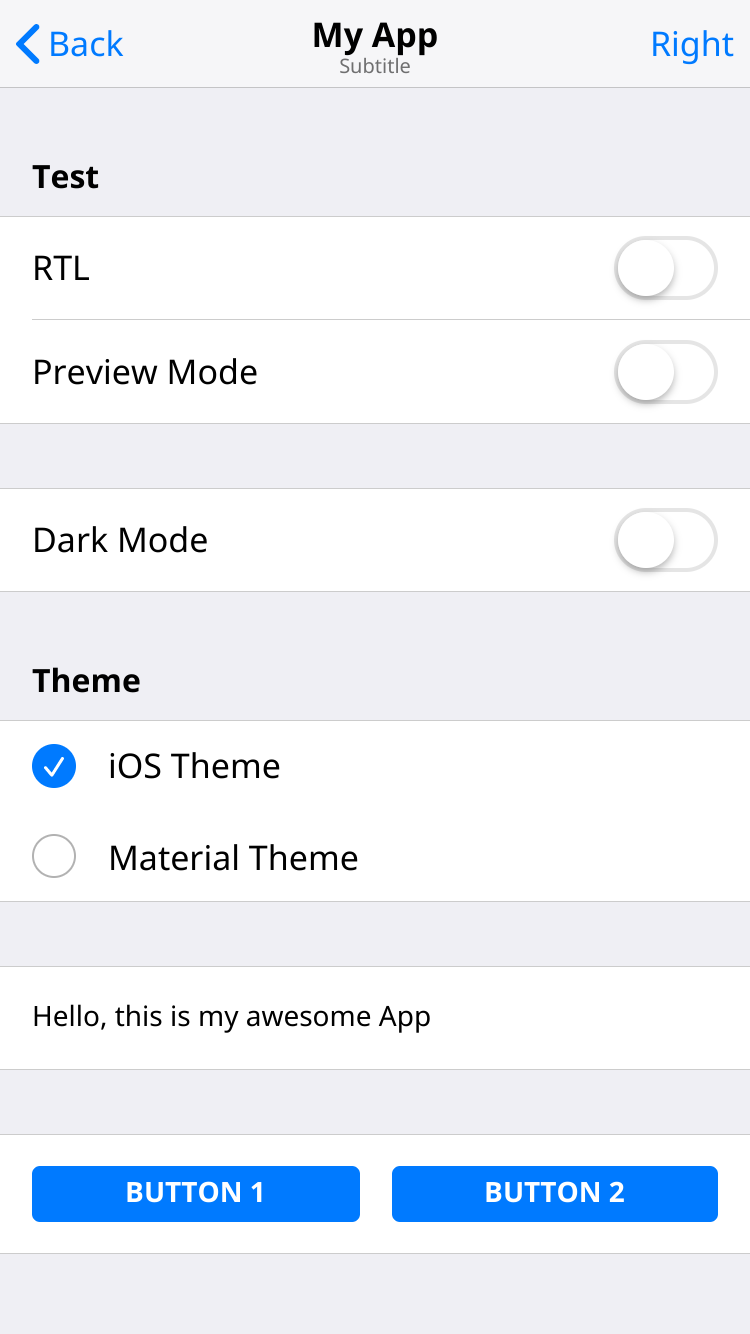 Back
My App
Subtitle
Right
Test
RTL
Preview Mode
Dark Mode
Theme
iOS Theme
Material Theme
Hello, this is my awesome App
BUTTON 1
BUTTON 2